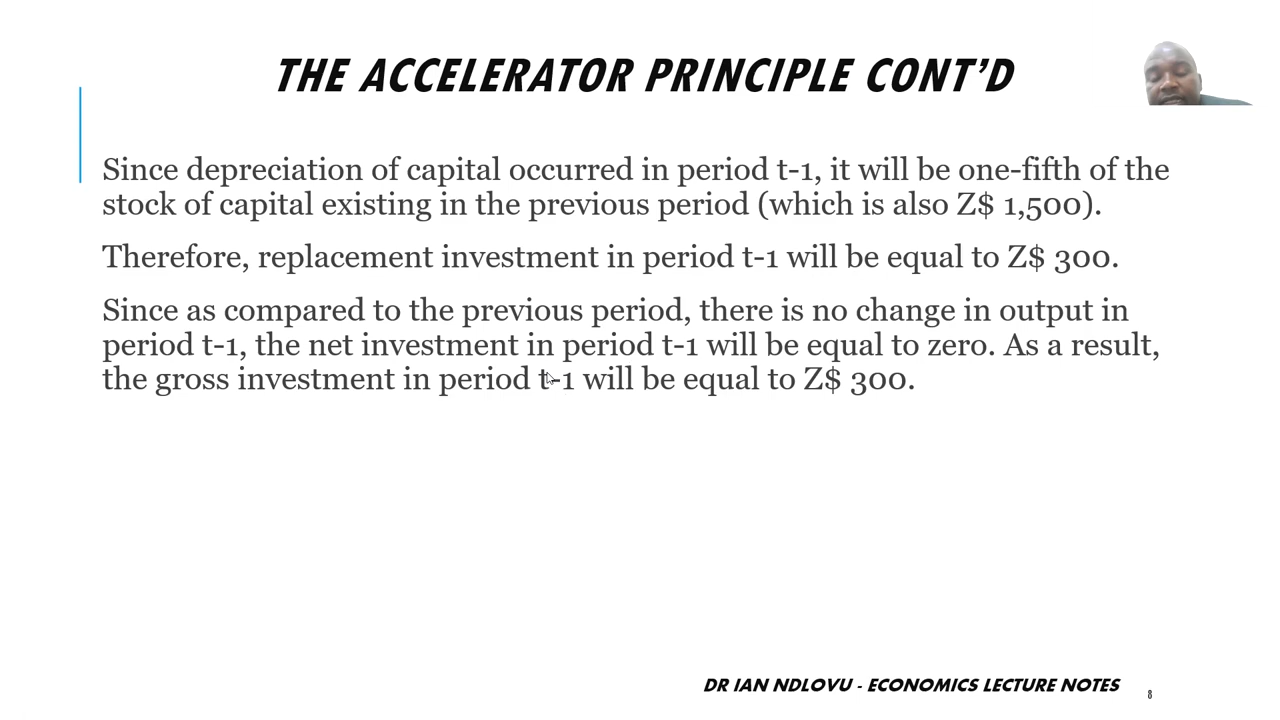 THE ACCELERATOR PRINCIPLE CONT'D
Since depreciation of capital occurred in period t-1, it will be one-fifth of the
stock of capital existing in the previous period (which is also Z$ 1,500).
Therefore, replacement investment in period t-1 will be equal to Z$ 300.
Since as compared to the previous period, there is no change in output in
period t-1, the net investment in period t-1 will be equal to zero. As a result,
the gross investment in period t-1 will be equal to Z$ 300.
DR IAN NDLOVU - ECONOMICS LECTURE NOTES
8